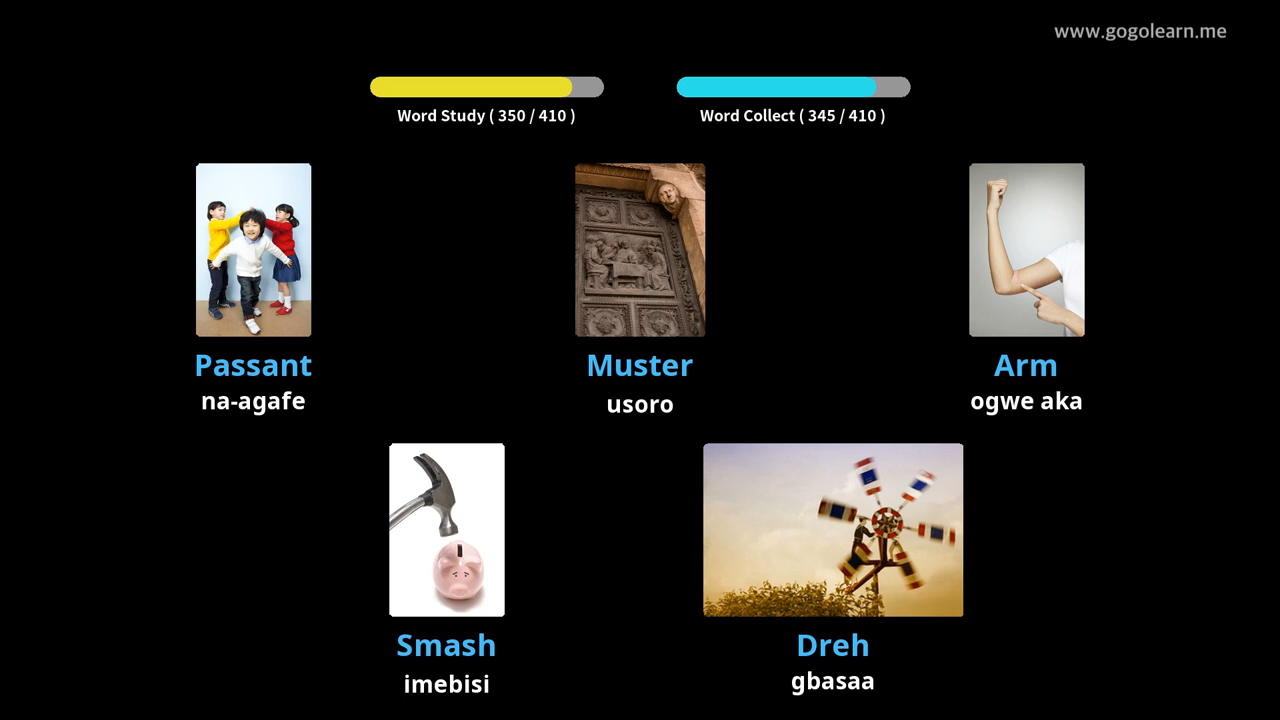 www.gogolearn.me
Word Study ( 350 / 410 )
Word Collect ( 345 / 410 )
Passant
na-agafe
Muster
usoro
Arm
ogwe aka
Smash
imebisi
Dreh
gbasaa